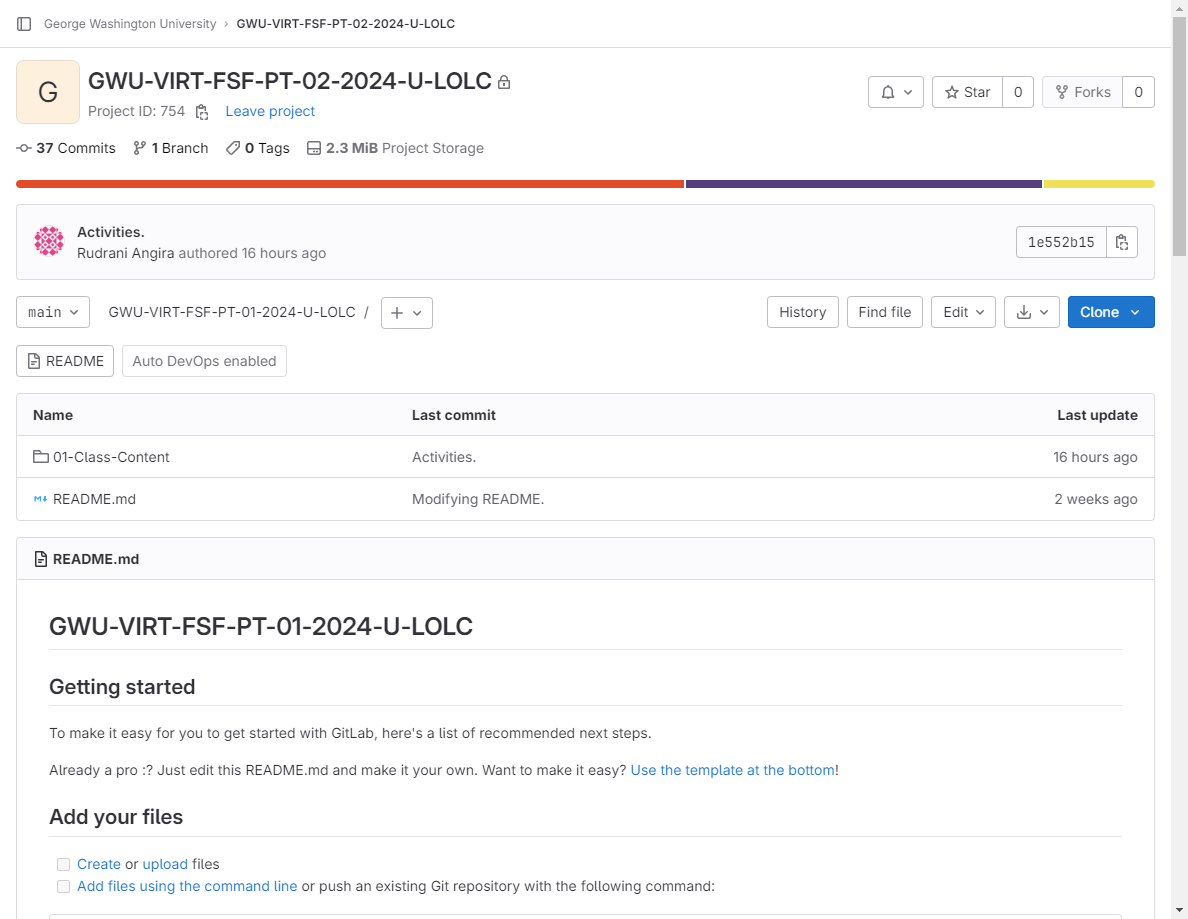 George Washington University › GWU-VIRT-FSF-PT-02-2024-U-LOLC
G
GWU-VIRT-FSF-PT-02-2024-U-LOLC
Project ID: 754 Leave project
Star 0 Forks 0
37 Commits 1 Branch 0 Tags 2.3 MiB Project Storage
Activities.
Rudrani Angira authored 16 hours ago
1e552b15
main GWU-VIRT-FSF-PT-01-2024-U-LOLC / + History Find file Edit Clone
README Auto DevOps enabled
Name Last commit Last update
01-Class-Content Activities. 16 hours ago
README.md Modifying README. 2 weeks ago
README.md
GWU-VIRT-FSF-PT-01-2024-U-LOLC
Getting started
To make it easy for you to get started with GitLab, here's a list of recommended next steps.
Already a pro :? Just edit this README.md and make it your own. Want to make it easy? Use the template at the bottom!
Add your files
Create or upload files
Add files using the command line or push an existing Git repository with the following command: